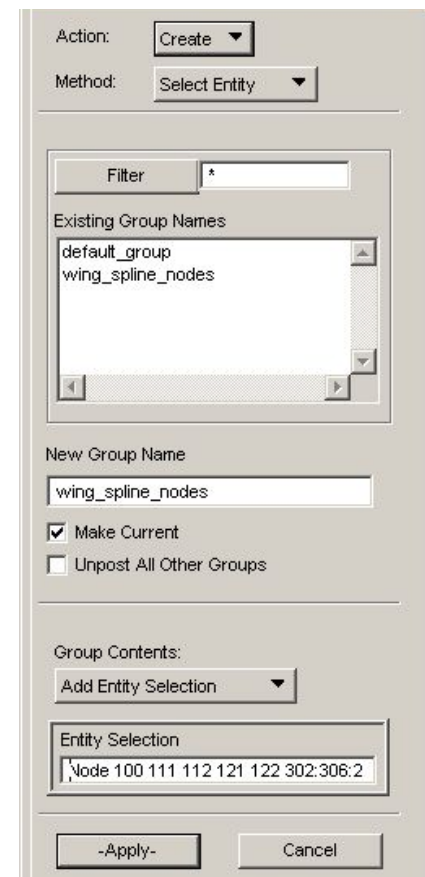 Action: Create
Method: Select Entity
Filter *
Existing Group Names
default_group
wing_spline_nodes
New Group Name
wing_spline_nodes
Make Current
Unpost All Other Groups
Group Contents:
Add Entity Selection
Entity Selection
Node 100 111 112 121 122 302:306:2
-Apply- Cancel